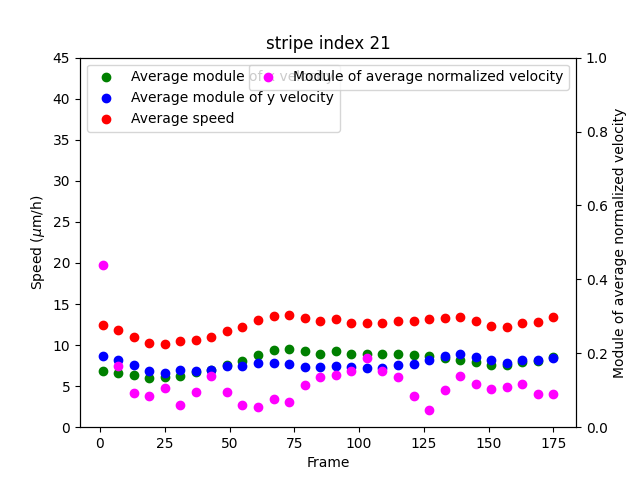 stripe index 21
Average module of x velocity
Average module of y velocity
Average speed
Module of average normalized velocity
45
40
35
30
25
20
15
10
5
0
Speed (μm/h)
1.0
0.8
0.6
0.4
0.2
0.0
Module of average normalized velocity
0 25 50 75 100 125 150 175
Frame